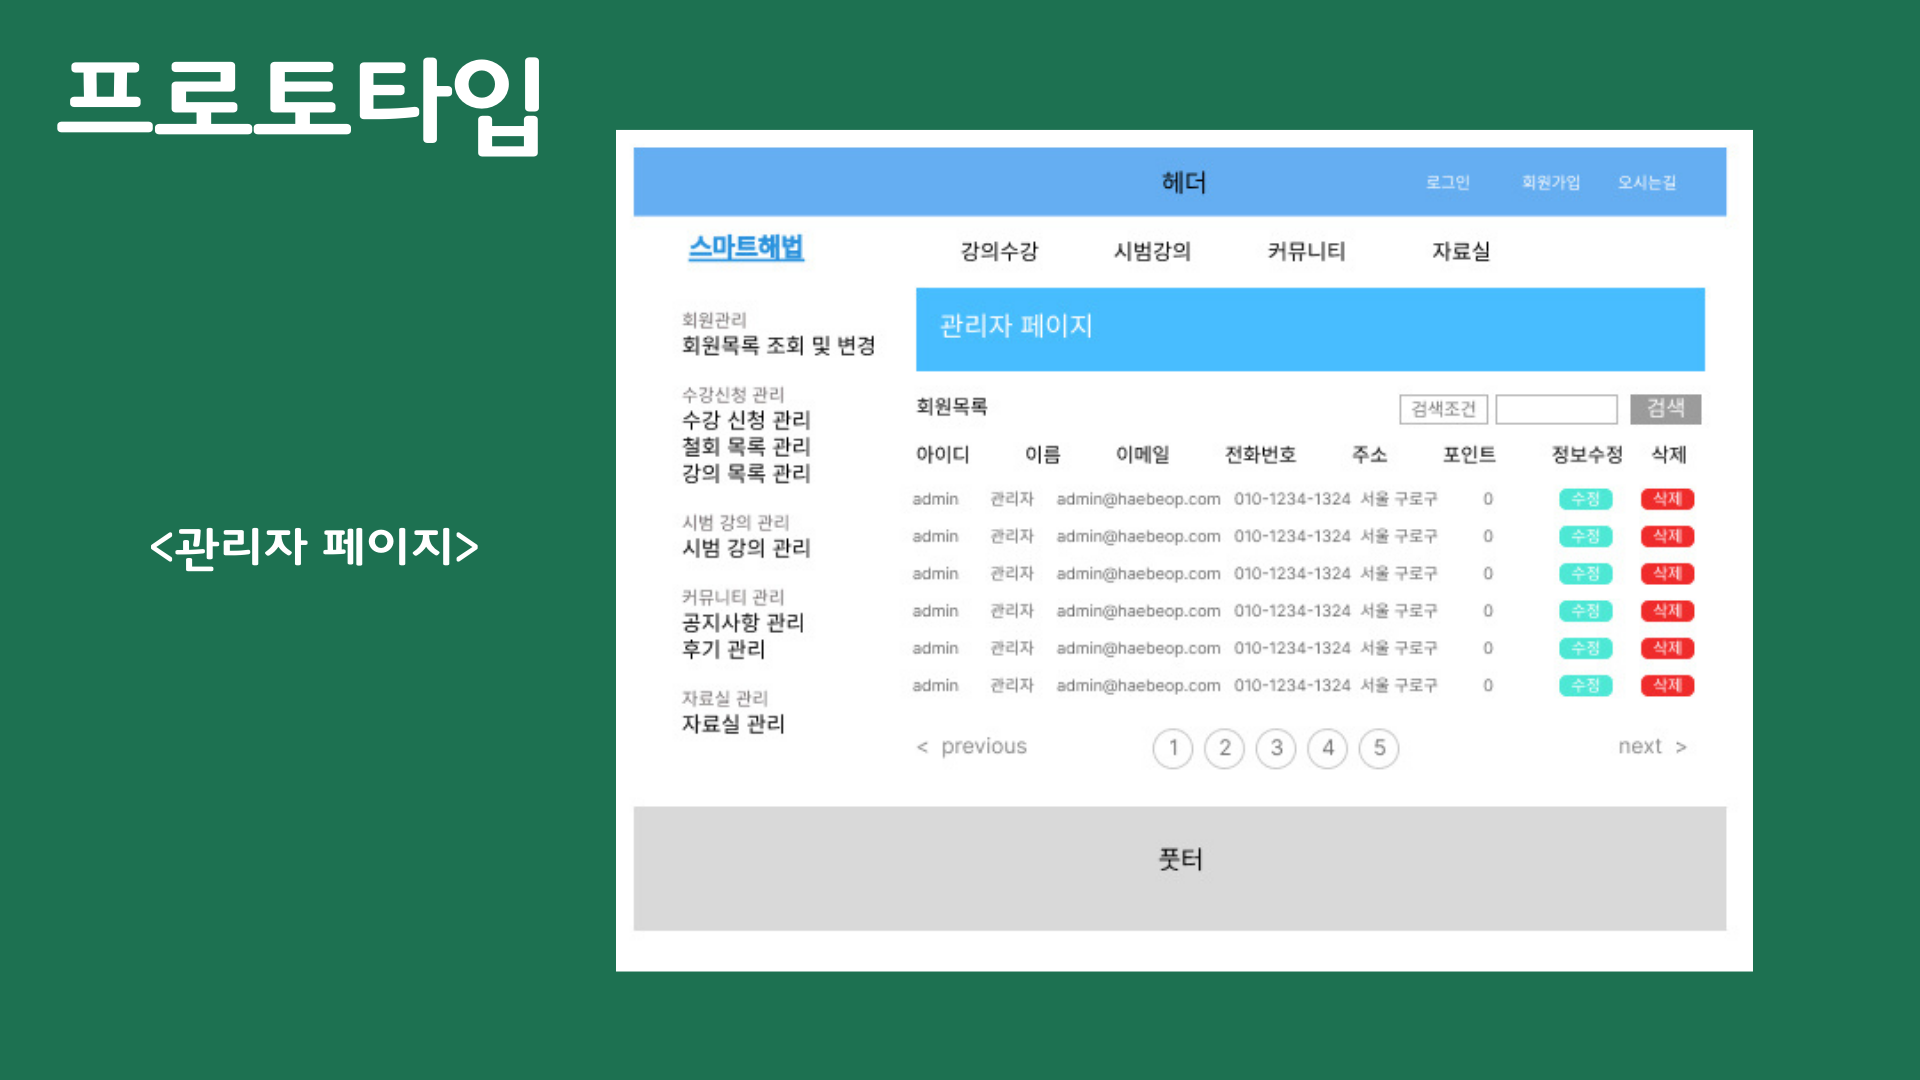 프로토타입
<관리자 페이지>
헤더 로그인 회원가입 오시는길
스마트해법 강의수강 시범강의 커뮤니티 자료실
회원관리
회원목록 조회 및 변경
수강신청 관리
수강 신청 관리
철회 목록 관리
강의 목록 관리
시범 강의 관리
시범 강의 관리
커뮤니티 관리
공지사항 관리
후기 관리
자료실 관리
자료실 관리
관리자 페이지
회원목록 검색조건 검색
아이디 이름 이메일 전화번호 주소 포인트 정보수정 삭제
admin 관리자 admin@haebeop.com 010-1234-1324 서울 구로구 0 수정 삭제
admin 관리자 admin@haebeop.com 010-1234-1324 서울 구로구 0 수정 삭제
admin 관리자 admin@haebeop.com 010-1234-1324 서울 구로구 0 수정 삭제
admin 관리자 admin@haebeop.com 010-1234-1324 서울 구로구 0 수정 삭제
admin 관리자 admin@haebeop.com 010-1234-1324 서울 구로구 0 수정 삭제
admin 관리자 admin@haebeop.com 010-1234-1324 서울 구로구 0 수정 삭제
< previous 1 2 3 4 5 next >
풋터